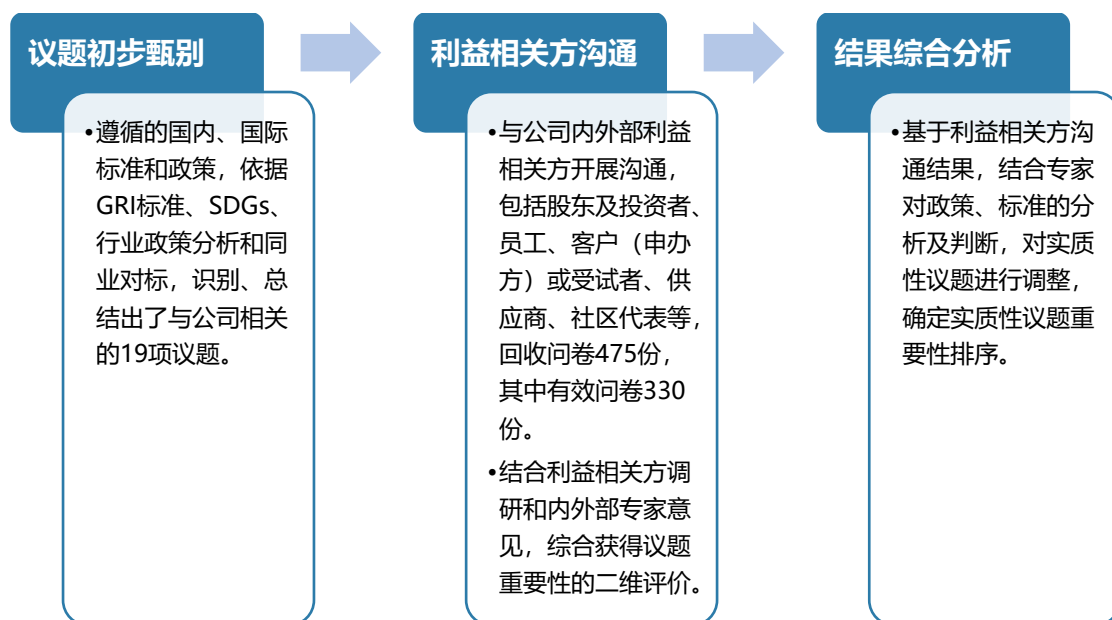 议题初步甄别
•遵循的国内、国际
标准和政策，依据
GRI标准、SDGs、
行业政策分析和同
业对标，识别、总
结出了与公司相关
的19项议题。
利益相关方沟通
•与公司内外部利益
相关方开展沟通，
包括股东及投资者、
员工、客户（申办
方）或受试者、供
应商、社区代表等，
回收问卷475份，
其中有效问卷330
份。
•结合利益相关方调
研和内外部专家意
见，综合获得议题
重要性的二维评价。
结果综合分析
•基于利益相关方沟
通结果，结合专家
对政策、标准的分
析及判断，对实质
性议题进行调整，
确定实质性议题重
要性排序。